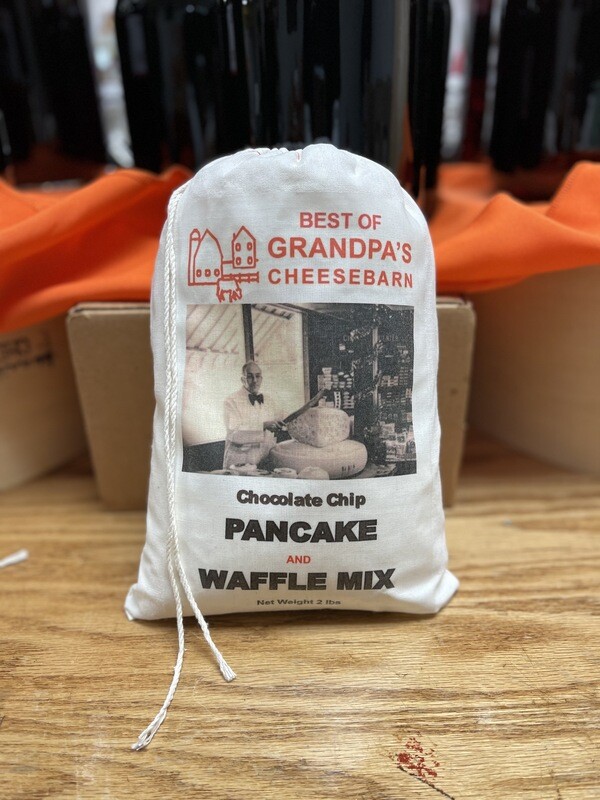 BEST OF
GRANDPA'S
CHEESEBARN
Chocolate Chip
PANCAKE
AND
WAFFLE MIX
Net Weight 2 lbs